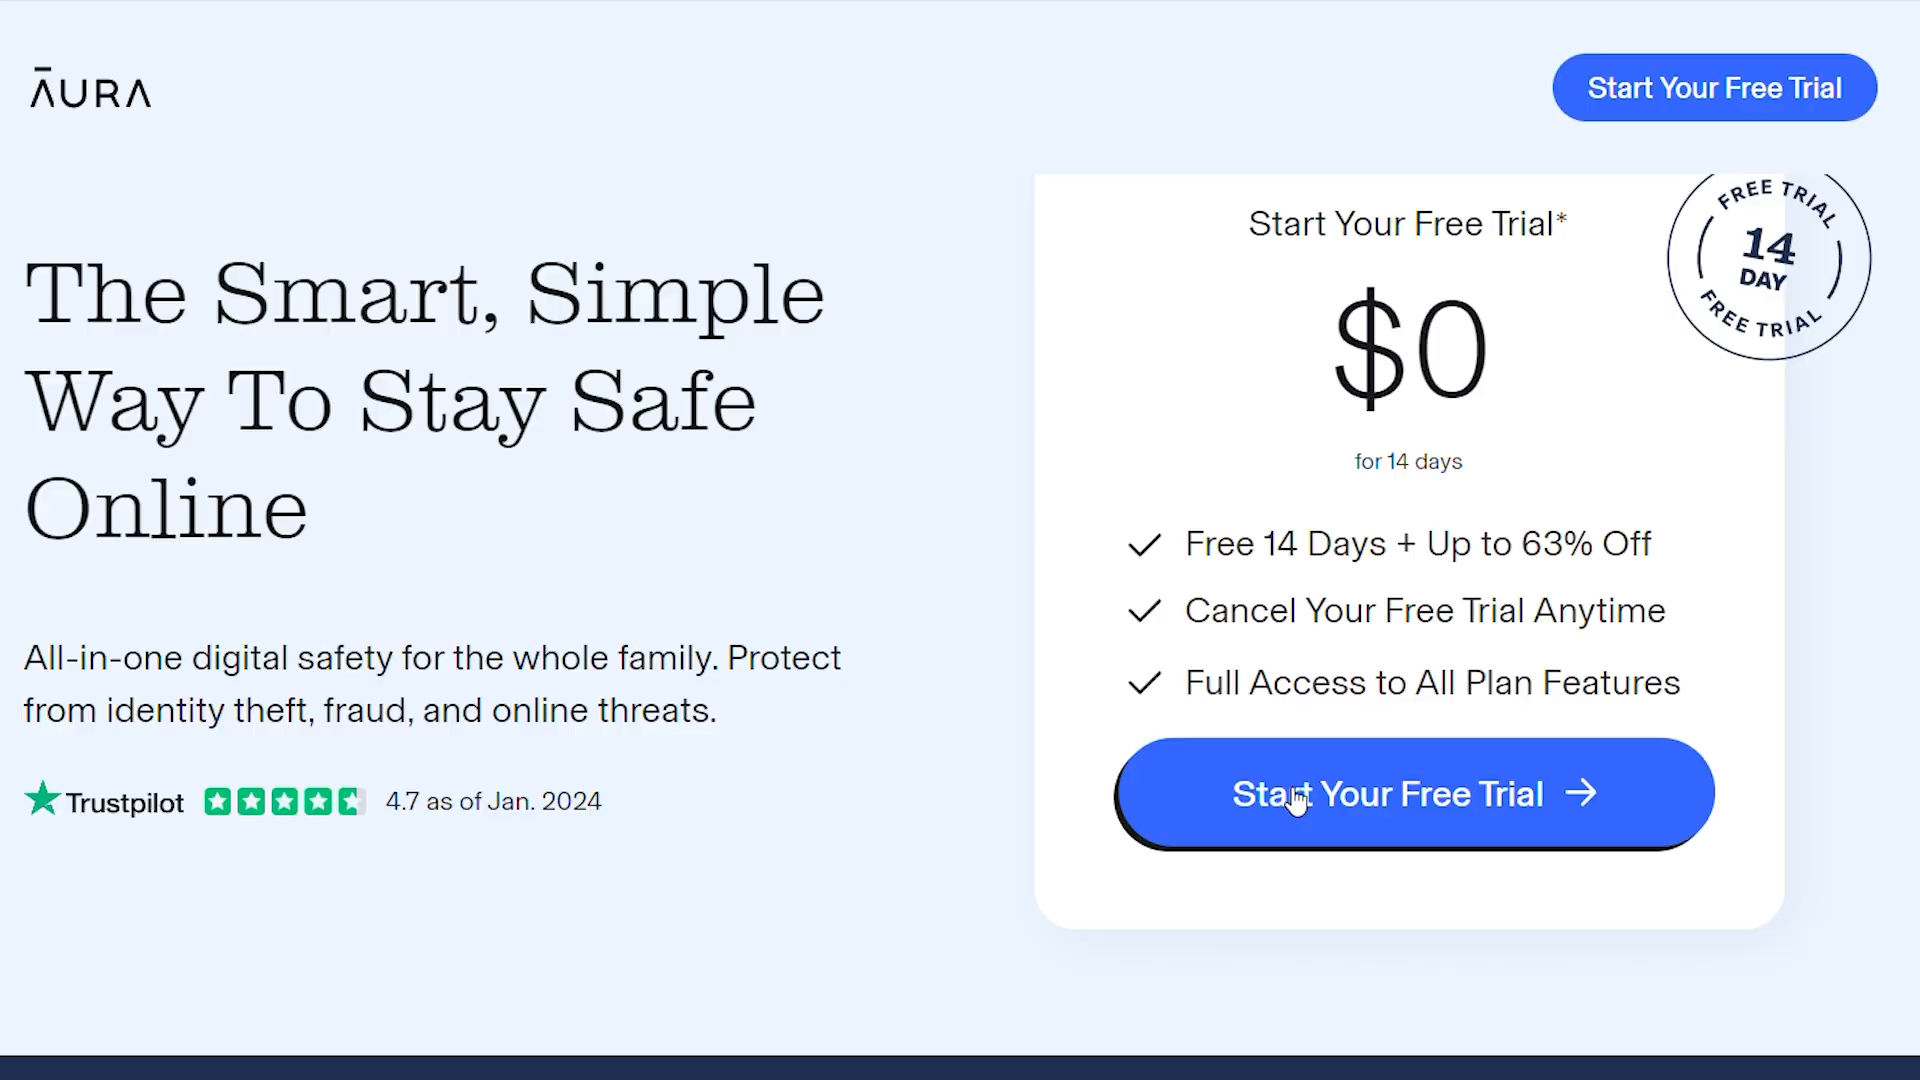 ĀURA
Start Your Free Trial
The Smart, Simple
Way To Stay Safe
Online
All-in-one digital safety for the whole family. Protect
from identity theft, fraud, and online threats.
Trustpilot 4.7 as of Jan. 2024
FREE TRIAL
14
DAY
FREE TRIAL
Start Your Free Trial*
$0
for 14 days
Free 14 Days + Up to 63% Off
Cancel Your Free Trial Anytime
Full Access to All Plan Features
Start Your Free Trial →